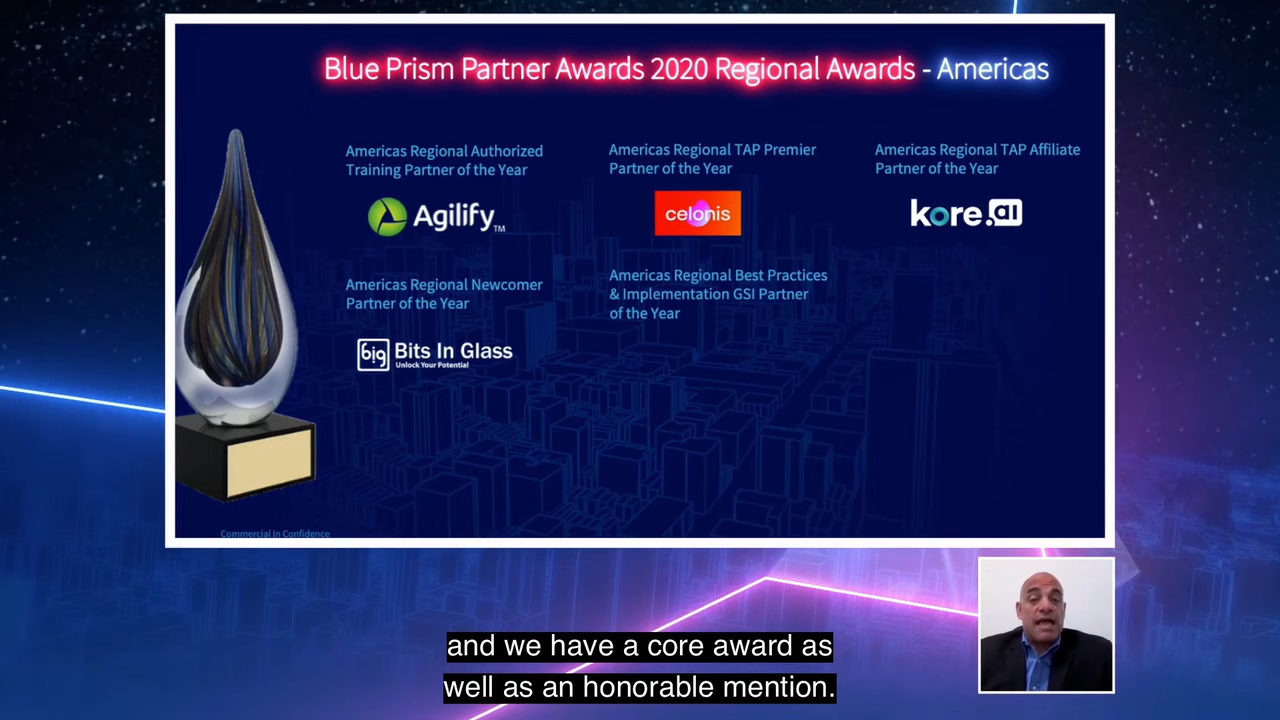 Blue Prism Partner Awards 2020 Regional Awards - Americas
Americas Regional Authorized
Training Partner of the Year
Agilify TM
Americas Regional TAP Premier
Partner of the Year
celonis
Americas Regional TAP Affiliate
Partner of the Year
kore.ai
Americas Regional Newcomer
Partner of the Year
big Bits In Glass
Unlock Your Potential
Americas Regional Best Practices
& Implementation GSI Partner
of the Year
Commercial in Confidence
and we have a core award as
well as an honorable mention.